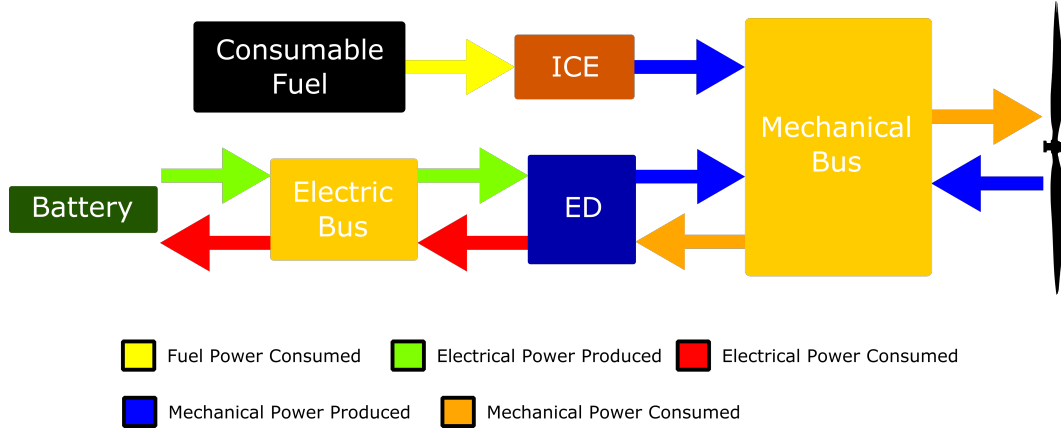 Consumable
Fuel
ICE
Mechanical
Bus
Battery
Electric
Bus
ED
Fuel Power Consumed
Electrical Power Produced
Electrical Power Consumed
Mechanical Power Produced
Mechanical Power Consumed